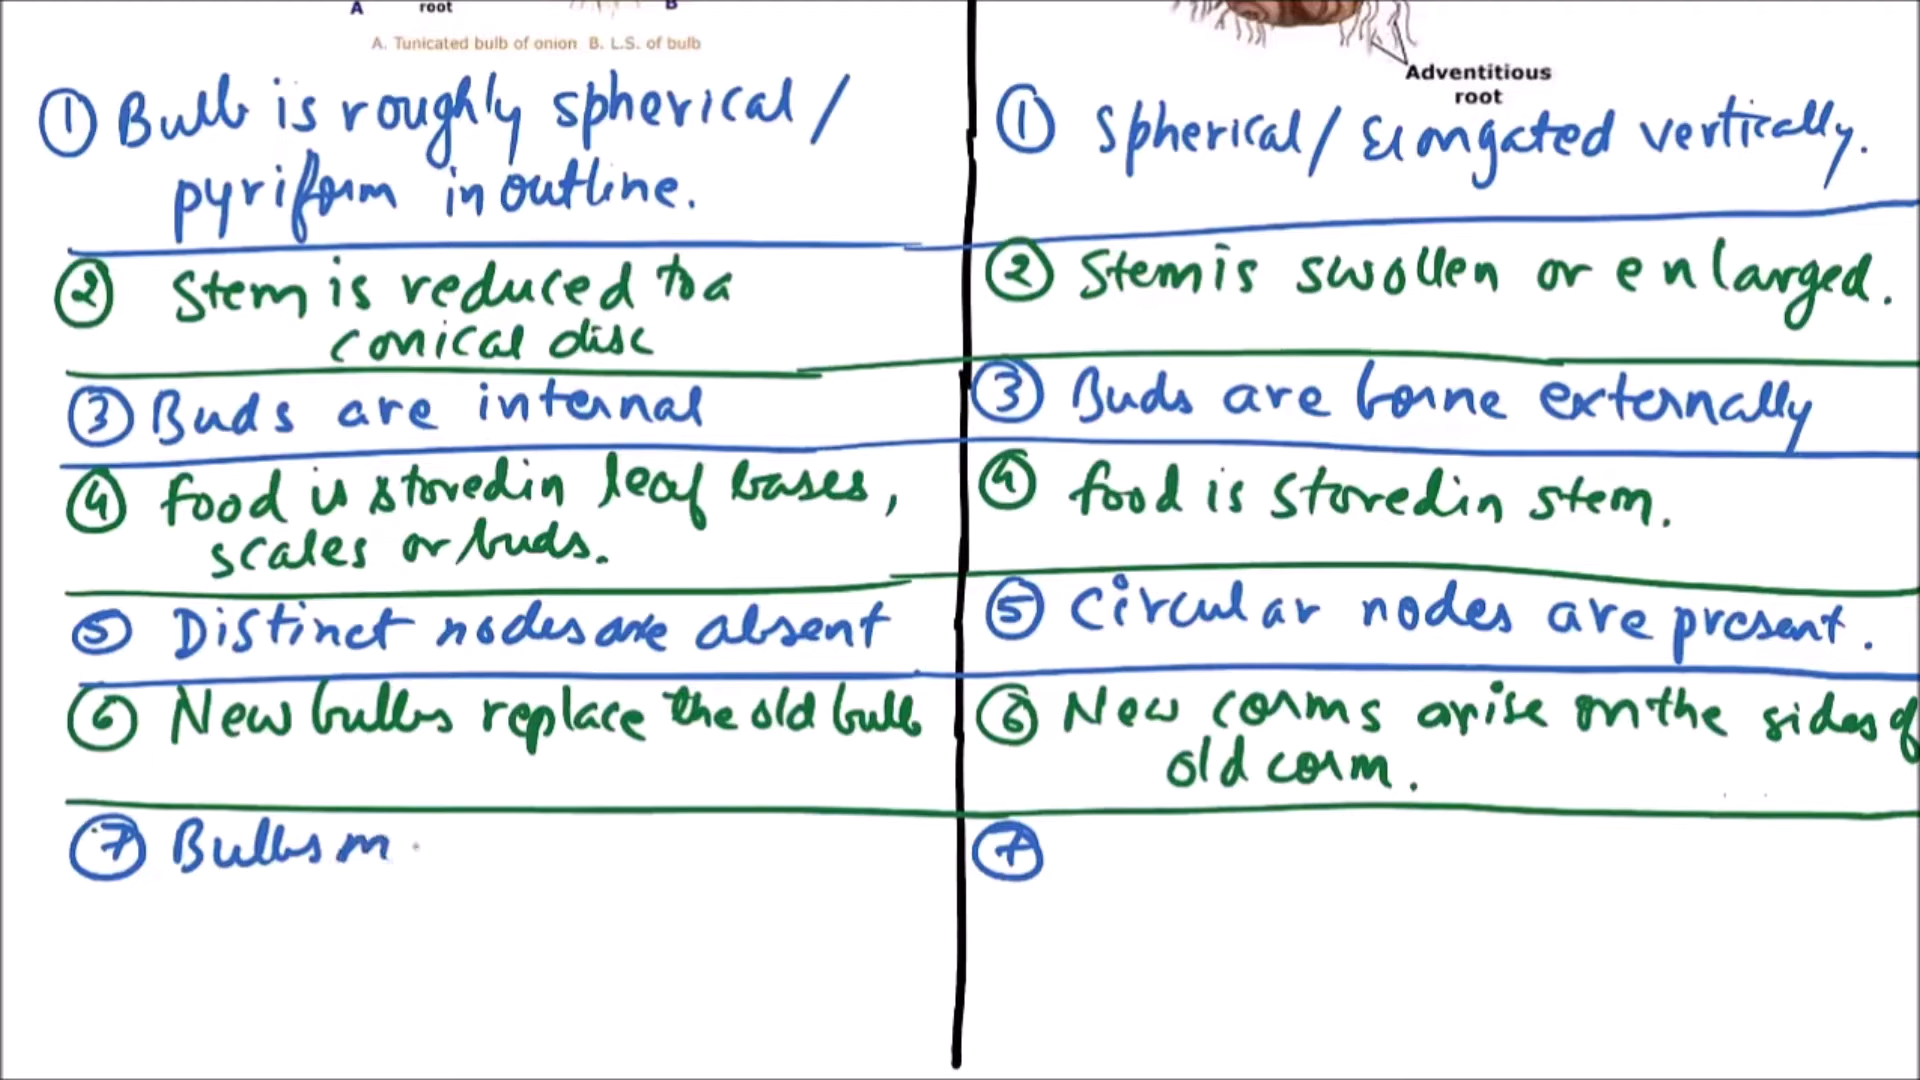 A root B
A. Tunicated bulb of onion B. L.S. of bulb
① Bulb is roughly spherical /
pyriform in outline.
② Stem is reduced to a
conical disc
③ Buds are internal
④ food is stored in leaf bases,
scales or buds.
⑤ Distinct nodes are absent
⑥ New bulbs replace the old bulb
⑦ Bulbs m
Adventitious
root
① Spherical / Elongated vertically.
② Stem is swollen or enlarged.
③ Buds are borne externally
④ food is stored in stem.
⑤ Circular nodes are present.
⑥ New corms arise on the sides of
old corm.
⑦